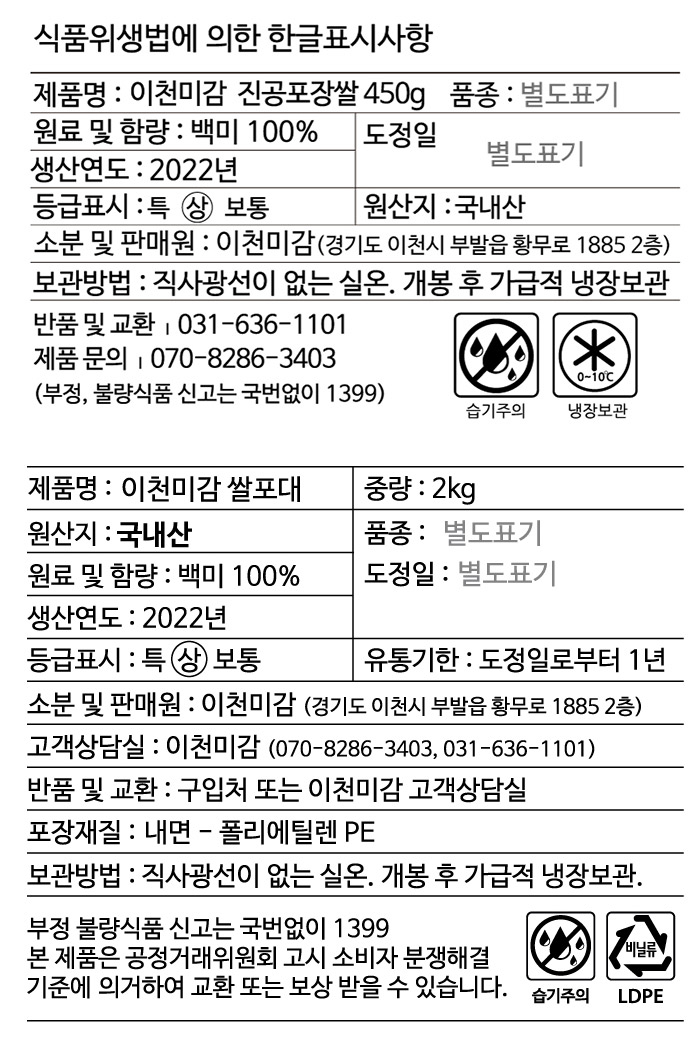 식품위생법에 의한 한글표시사항
제품명 : 이천미감 진공포장쌀 450g 품종 : 별도표기
원료 및 함량 : 백미 100%
도정일 별도표기
생산연도 : 2022년
등급표시 : 특 상 보통
원산지 : 국내산
소분 및 판매원 : 이천미감(경기도 이천시 부발읍 황무로 1885 2층)
보관방법 : 직사광선이 없는 실온. 개봉 후 가급적 냉장보관
반품 및 교환 ı 031-636-1101
제품 문의 ı 070-8286-3403
(부정, 불량식품 신고는 국번없이 1399)
0~10℃
습기주의 냉장보관
제품명 : 이천미감 쌀포대
중량 : 2kg
원산지 : 국내산
품종 : 별도표기
원료 및 함량 : 백미 100%
도정일 : 별도표기
생산연도 : 2022년
등급표시 : 특 상 보통
유통기한 : 도정일로부터 1년
소분 및 판매원 : 이천미감 (경기도 이천시 부발읍 황무로 1885 2층)
고객상담실 : 이천미감 (070-8286-3403, 031-636-1101)
반품 및 교환 : 구입처 또는 이천미감 고객상담실
포장재질 : 내면 - 폴리에틸렌 PE
보관방법 : 직사광선이 없는 실온. 개봉 후 가급적 냉장보관.
부정 불량식품 신고는 국번없이 1399
본 제품은 공정거래위원회 고시 소비자 분쟁해결
기준에 의거하여 교환 또는 보상 받을 수 있습니다.
비닐류
습기주의 LDPE